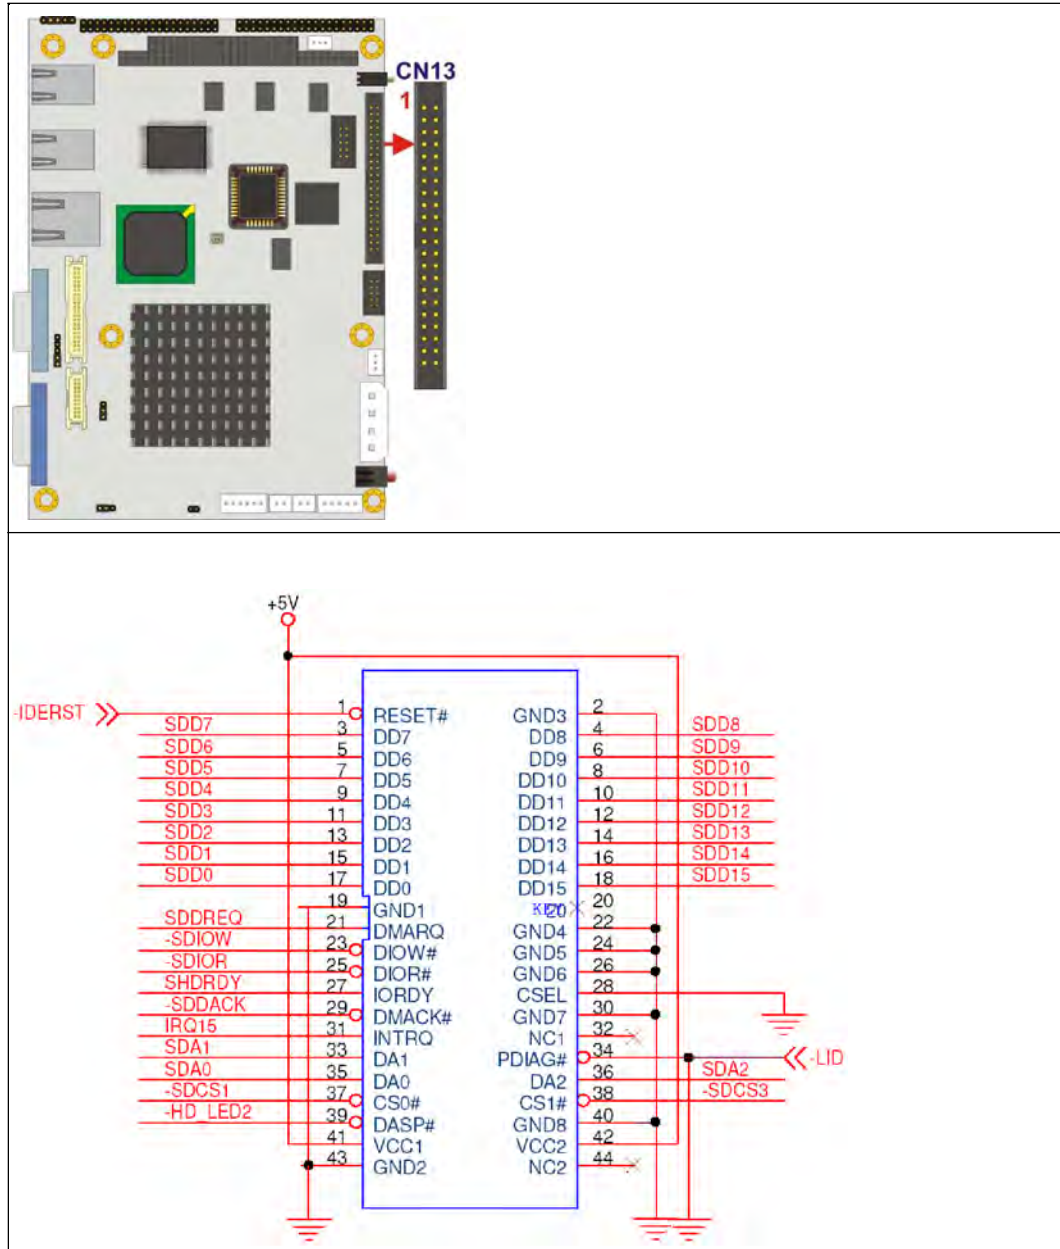 CN13
1
+5V
-IDERST 1 RESET# GND3 2
SDD7 3 DD7 DD8 4 SDD8
SDD6 5 DD6 DD9 6 SDD9
SDD5 7 DD5 DD10 8 SDD10
SDD4 9 DD4 DD11 10 SDD11
SDD3 11 DD3 DD12 12 SDD12
SDD2 13 DD2 DD13 14 SDD13
SDD1 15 DD1 DD14 16 SDD14
SDD0 17 DD0 DD15 18 SDD15
19 GND1 20
SDDREQ 21 DMARQ GND4 22
-SDIOW 23 DIOW# GND5 24
-SDIOR 25 DIOR# GND6 26
SHDRDY 27 IORDY CSEL 28
-SDDACK 29 DMACK# GND7 30
IRQ15 31 INTRQ NC1 32
SDA1 33 DA1 PDIAG# 34 -LID
SDA0 35 DA0 DA2 36 SDA2
-SDCS1 37 CS0# CS1# 38 -SDCS3
-HD_LED2 39 DASP# GND8 40
41 VCC1 VCC2 42
43 GND2 NC2 44